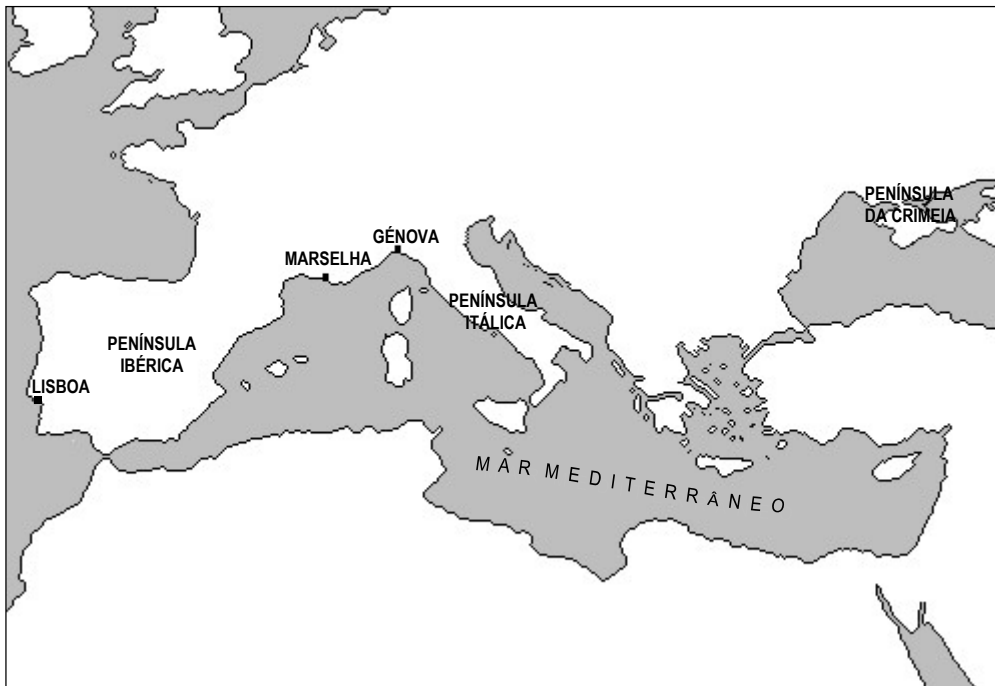 PENÍNSULA
DA CRIMEIA
GÉNOVA
MARSELHA
PENÍNSULA
ITÁLICA
PENÍNSULA
IBÉRICA
LISBOA
MAR MEDITERRÂNEO